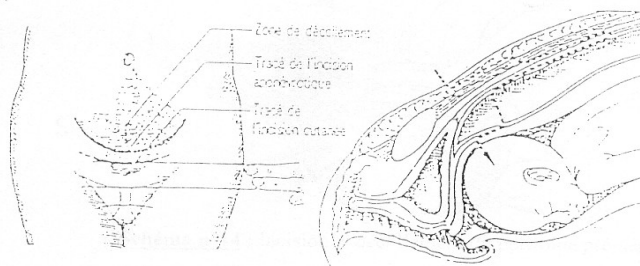 Zone de décollement
Tracé de l'incision
aponévrotique
Tracé de
l'incision cutanée